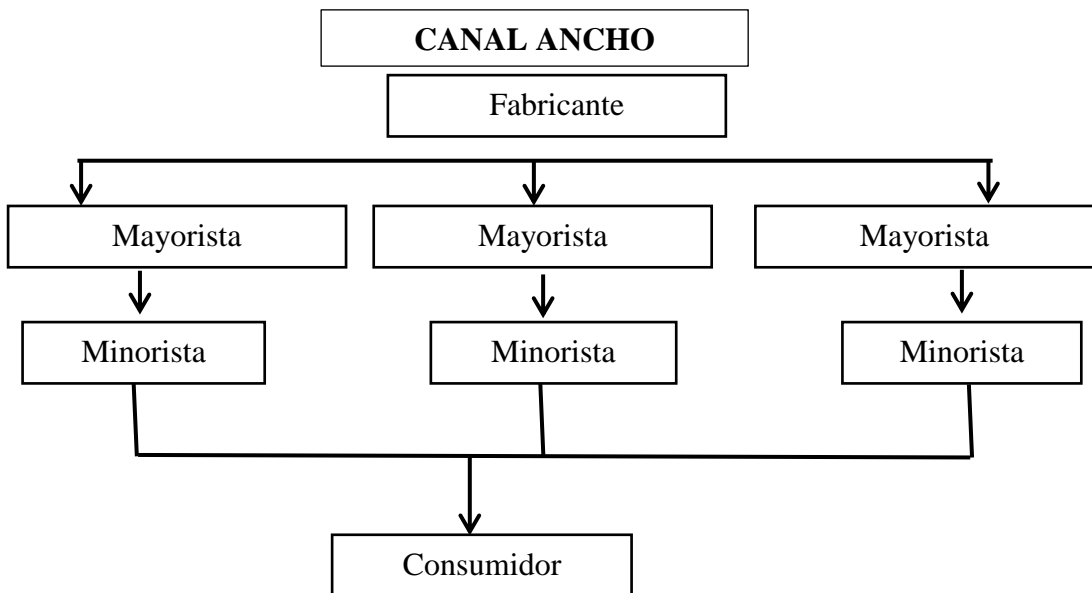 CANAL ANCHO
Fabricante
Mayorista
Mayorista
Mayorista
Minorista
Minorista
Minorista
Consumidor